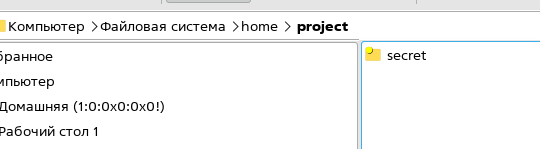 Компьютер > Файловая система > home > project
бранное
secret
мпьютер
Домашняя (1:0:0x0:0x0!)
Рабочий стол 1